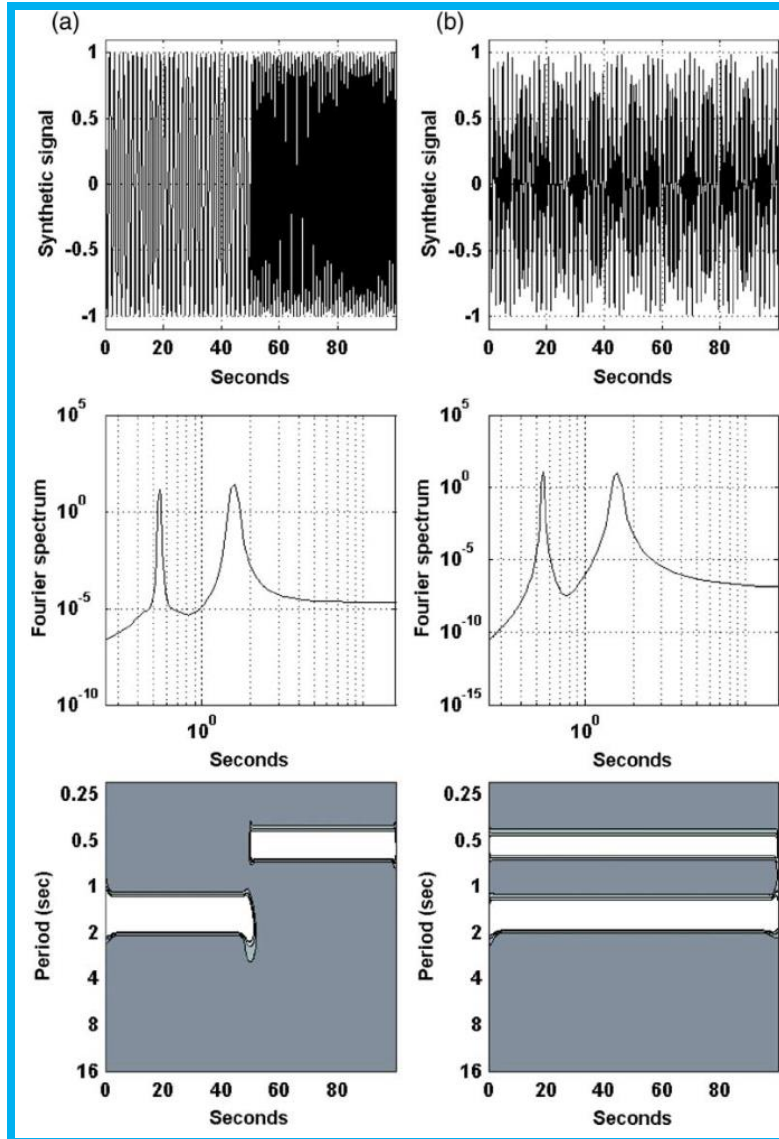 (a)
Synthetic signal
1
0.5
0
-0.5
-1
0 20 40 60 80
Seconds
(b)
Synthetic signal
1
0.5
0
-0.5
-1
0 20 40 60 80
Seconds
Fourier spectrum
10^5
10^0
10^-5
10^-10
10^0
Seconds
Fourier spectrum
10^5
10^0
10^-5
10^-10
10^-15
10^0
Seconds
Period (sec)
0.25
0.5
1
2
4
8
16
0 20 40 60 80
Seconds
Period (sec)
0.25
0.5
1
2
4
8
16
0 20 40 60 80
Seconds